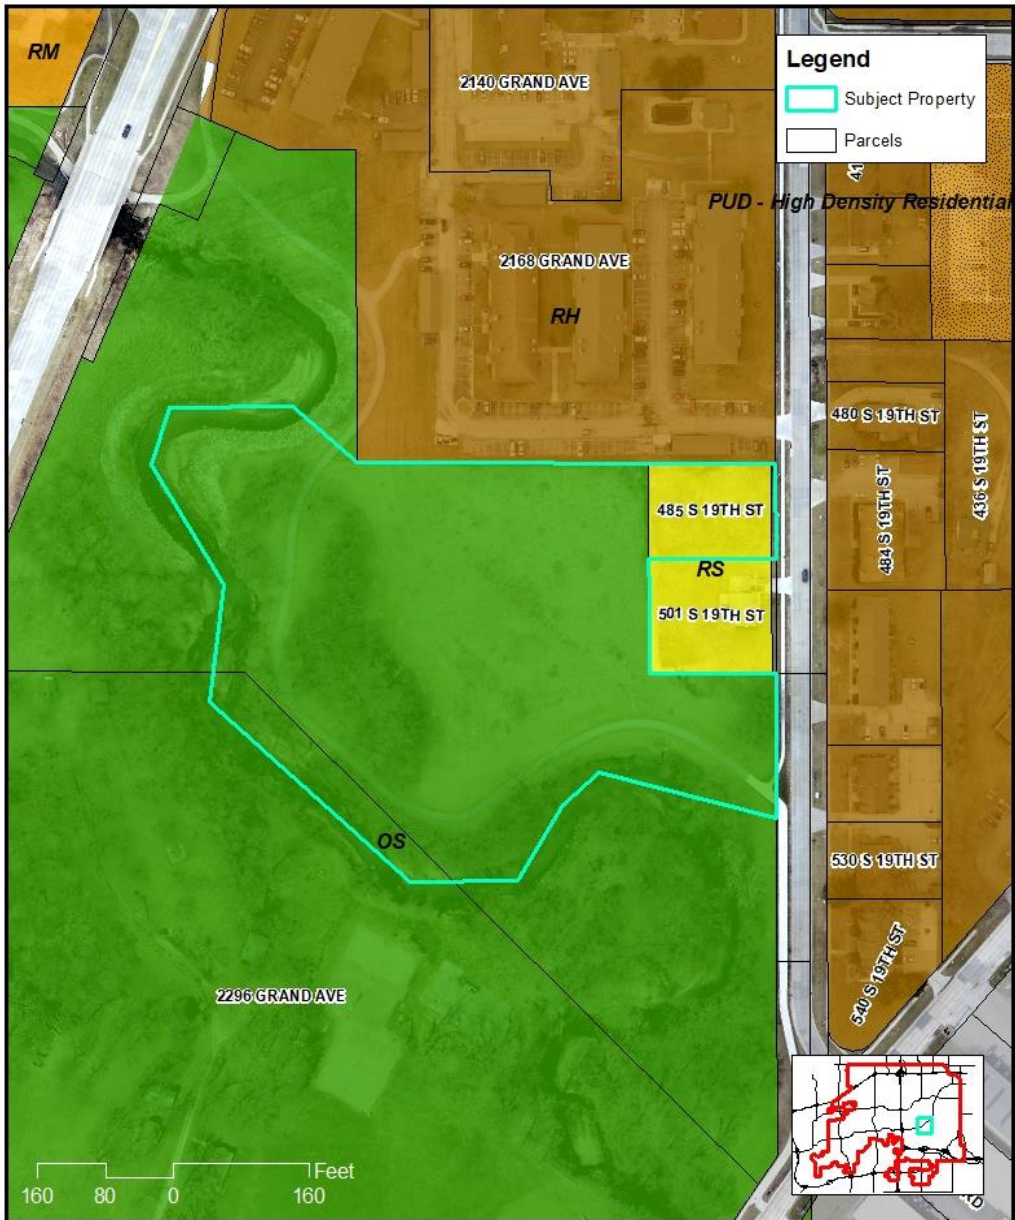 RM
2140 GRAND AVE
Legend
Subject Property
Parcels
41
PUD - High Density Residential
2168 GRAND AVE
RH
480 S 19TH ST
436 S 19TH ST
484 S 19TH ST
485 S 19TH ST
RS
501 S 19TH ST
OS
530 S 19TH ST
540 S 19TH ST
2296 GRAND AVE
Feet
160 80 0 160
RD